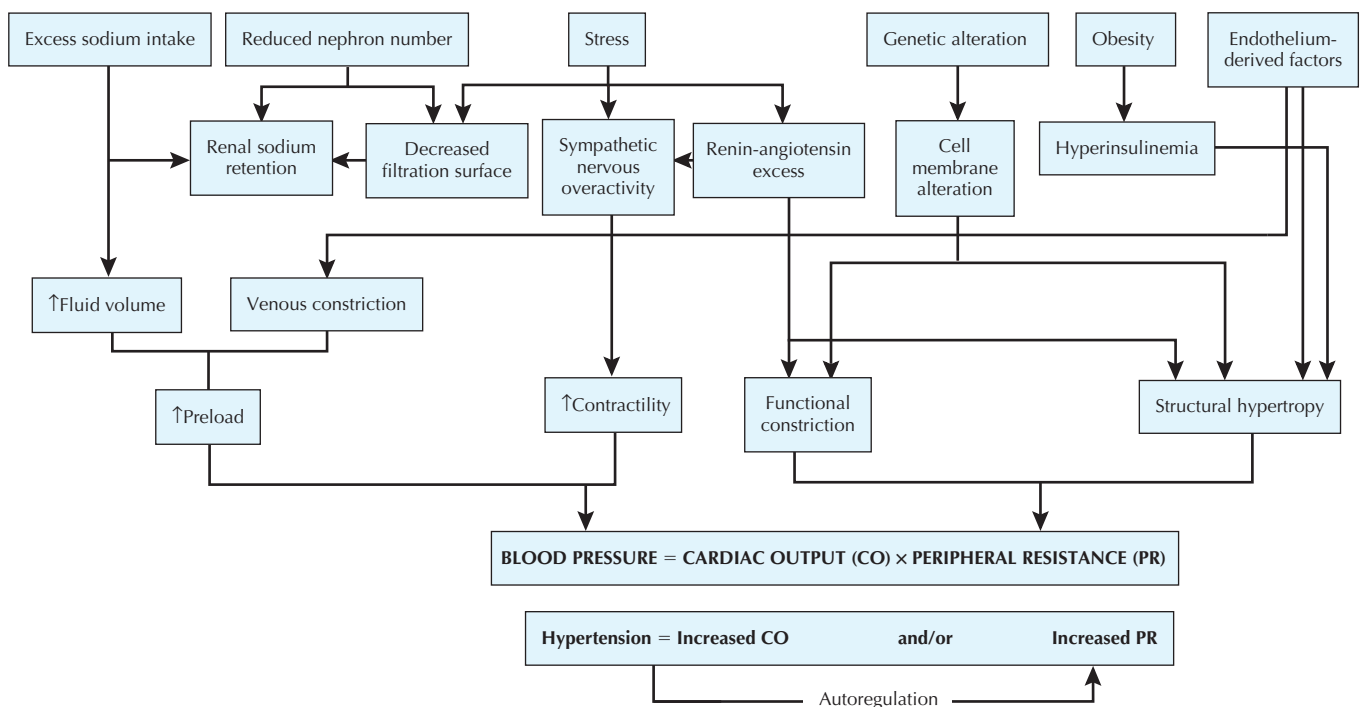 Excess sodium intake
Reduced nephron number
Stress
Genetic alteration
Obesity
Endothelium-
derived factors
Renal sodium
retention
Decreased
filtration surface
Sympathetic
nervous
overactivity
Renin-angiotensin
excess
Cell
membrane
alteration
Hyperinsulinemia
↑Fluid volume
Venous constriction
↑Preload
↑Contractility
Functional
constriction
Structural hypertropy
BLOOD PRESSURE = CARDIAC OUTPUT (CO) × PERIPHERAL RESISTANCE (PR)
Hypertension = Increased CO and/or Increased PR
Autoregulation